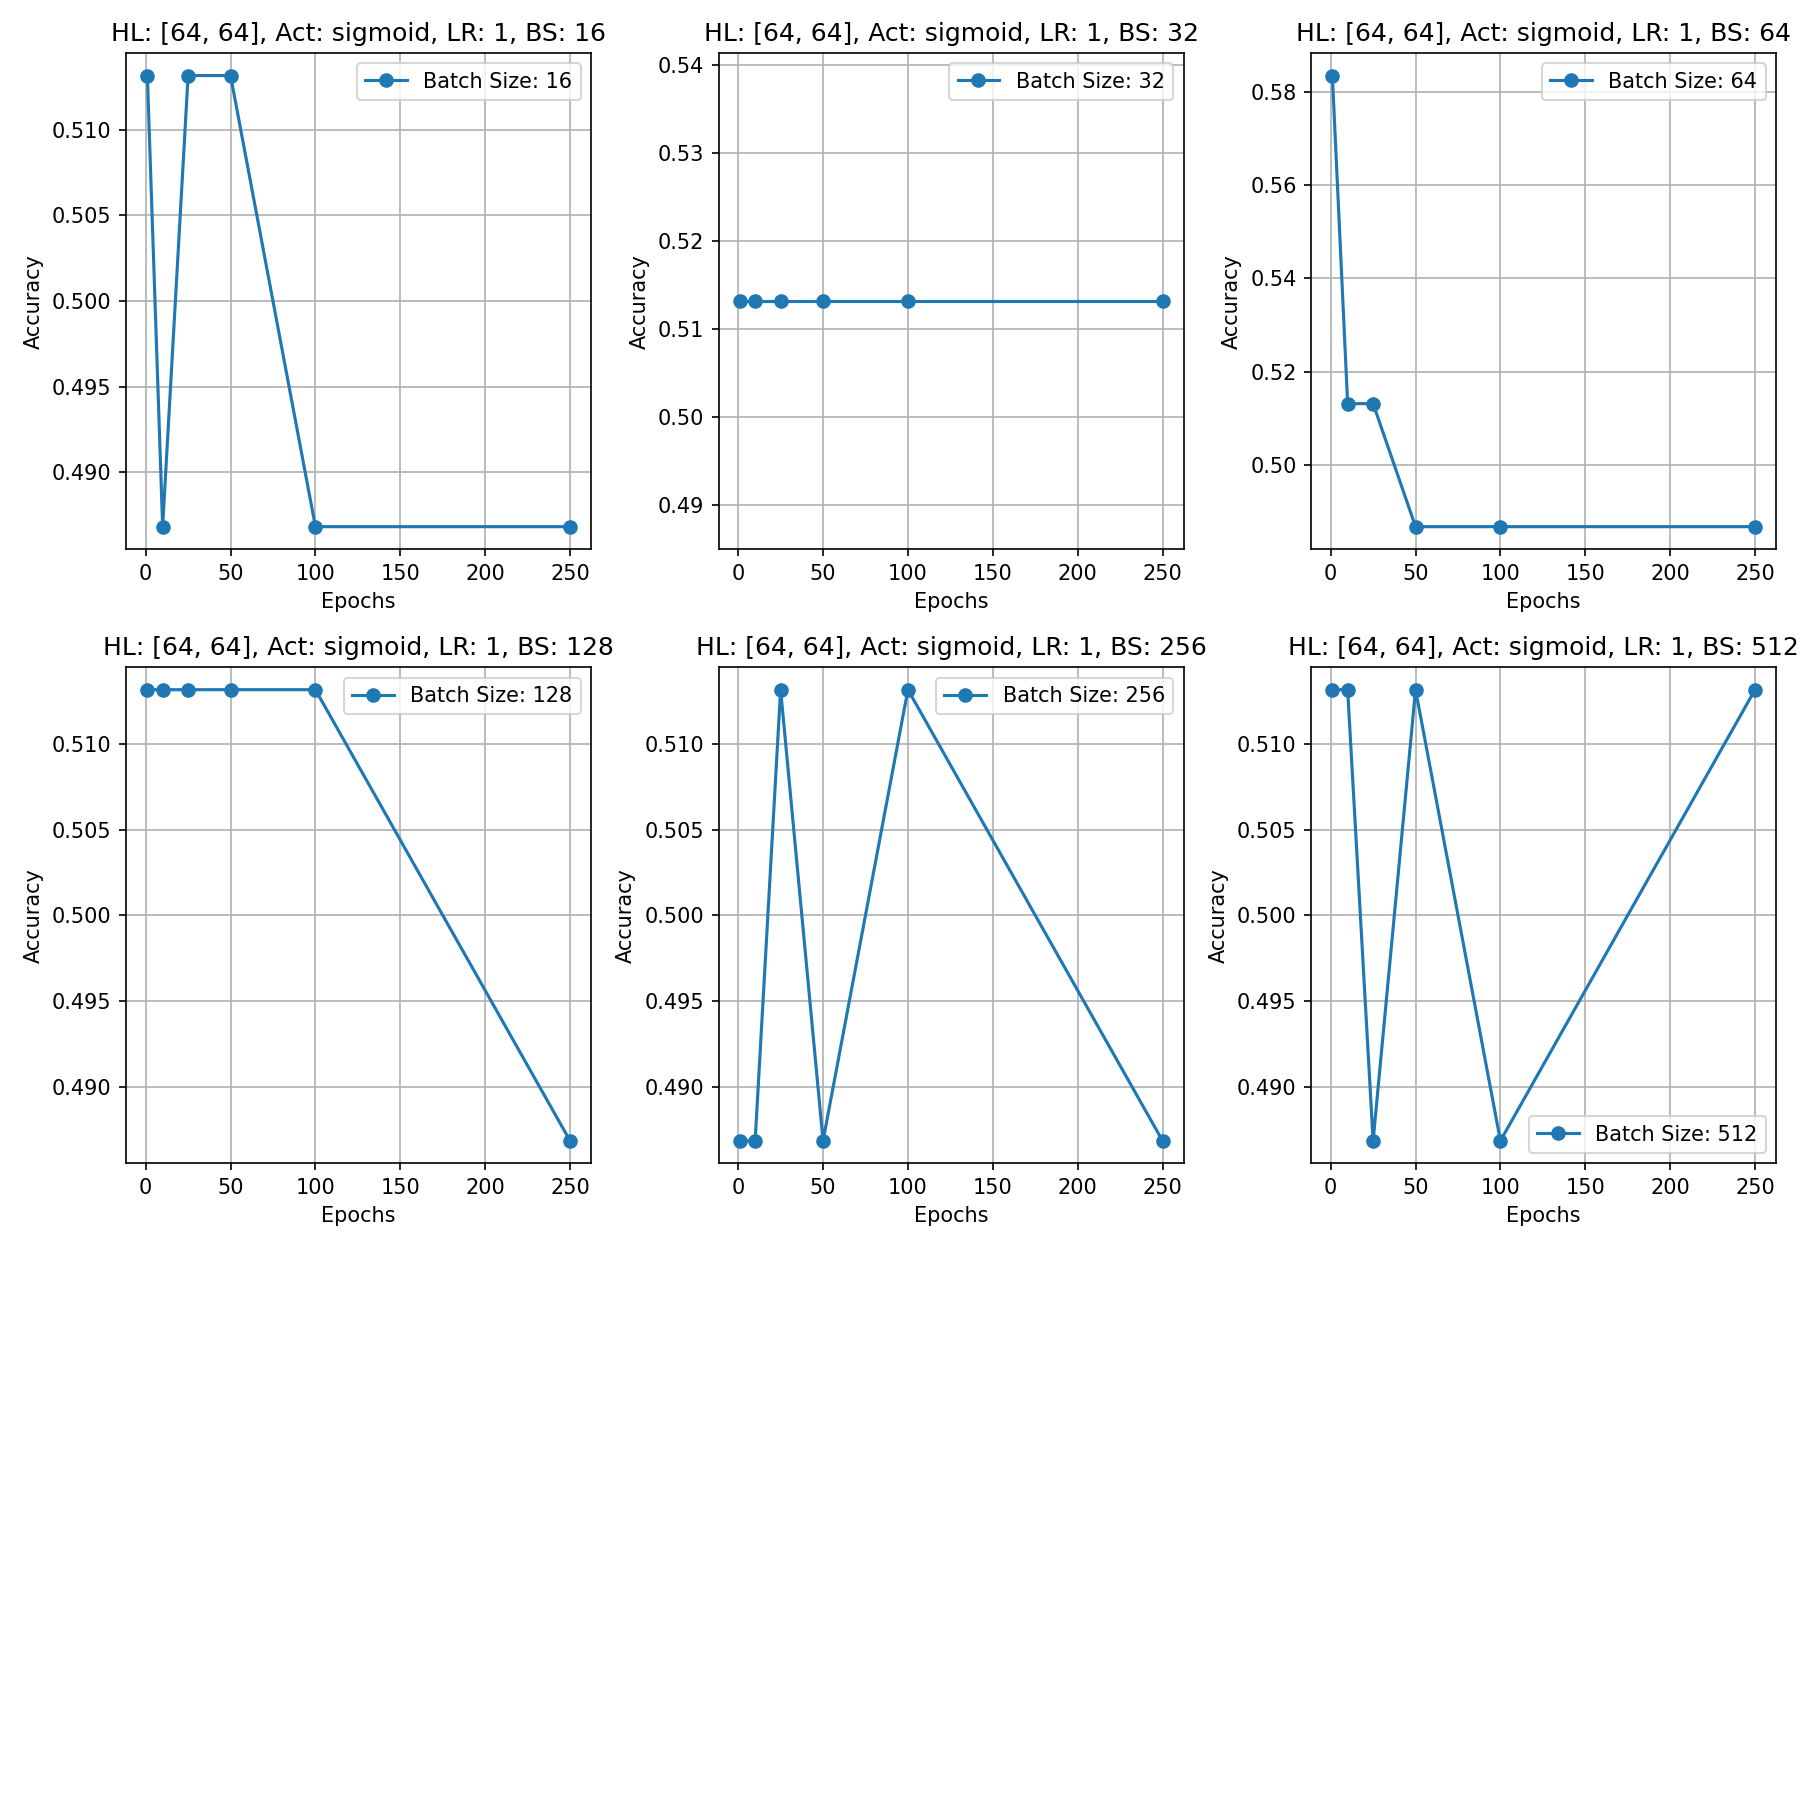 HL: [64, 64], Act: sigmoid, LR: 1, BS: 16
Batch Size: 16
Accuracy
0.510
0.505
0.500
0.495
0.490
0 50 100 150 200 250
Epochs
HL: [64, 64], Act: sigmoid, LR: 1, BS: 32
Batch Size: 32
Accuracy
0.54
0.53
0.52
0.51
0.50
0.49
0 50 100 150 200 250
Epochs
HL: [64, 64], Act: sigmoid, LR: 1, BS: 64
Batch Size: 64
Accuracy
0.58
0.56
0.54
0.52
0.50
0 50 100 150 200 250
Epochs
HL: [64, 64], Act: sigmoid, LR: 1, BS: 128
Batch Size: 128
Accuracy
0.510
0.505
0.500
0.495
0.490
0 50 100 150 200 250
Epochs
HL: [64, 64], Act: sigmoid, LR: 1, BS: 256
Batch Size: 256
Accuracy
0.510
0.505
0.500
0.495
0.490
0 50 100 150 200 250
Epochs
HL: [64, 64], Act: sigmoid, LR: 1, BS: 512
Accuracy
0.510
0.505
0.500
0.495
0.490
Batch Size: 512
0 50 100 150 200 250
Epochs